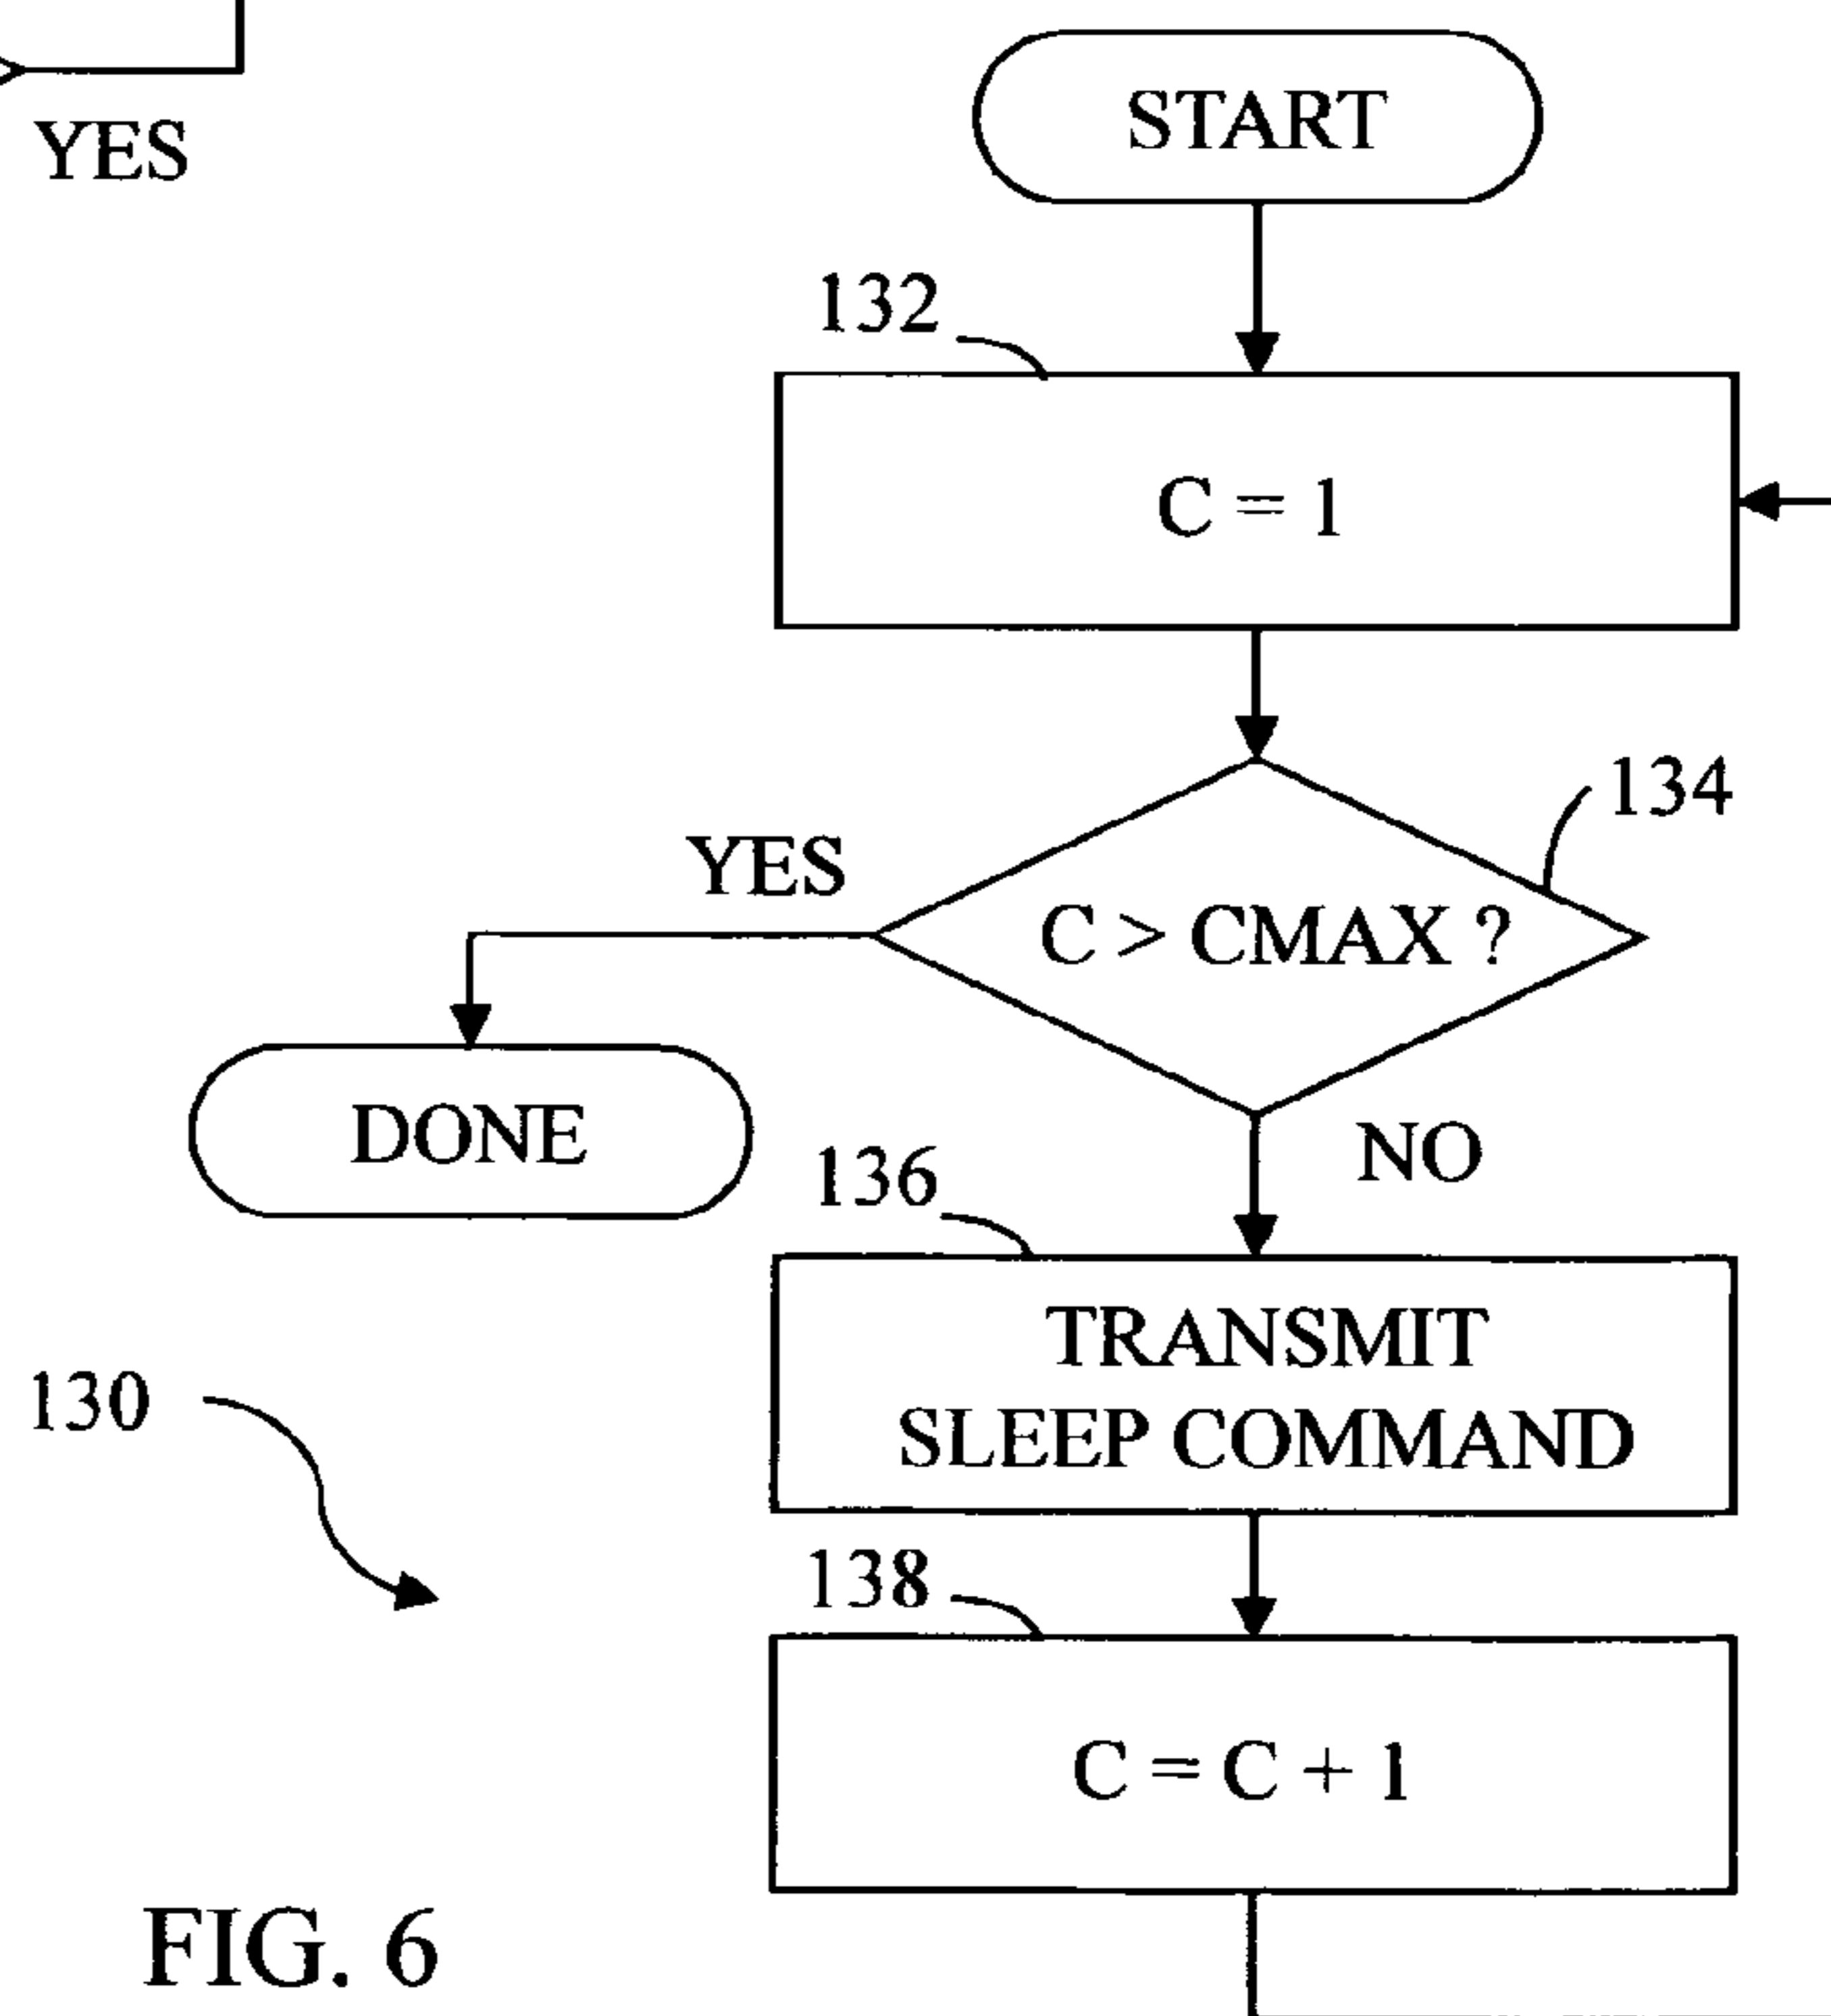 YES
START
132
C = 1
134
YES
C > CMAX ?
DONE
NO
136
TRANSMIT
SLEEP COMMAND
130
138
C = C + 1
FIG. 6